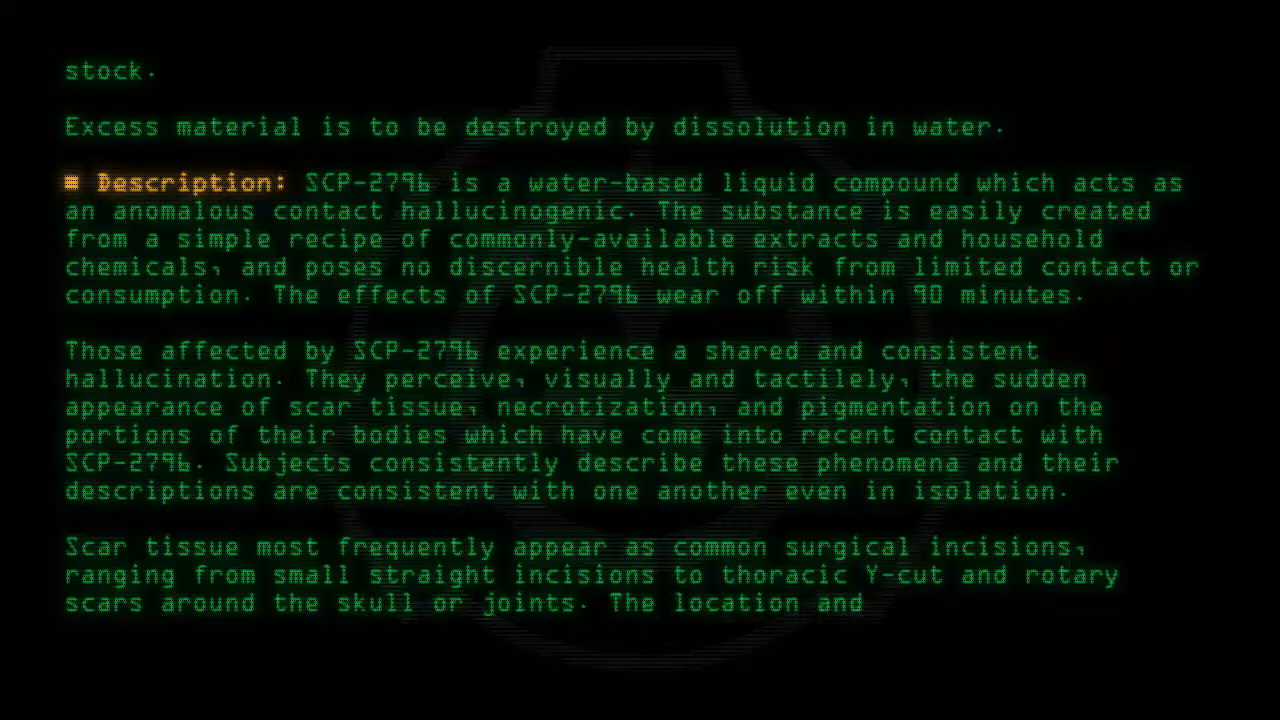 stock.
Excess material is to be destroyed by dissolution in water.
■ Description: SCP-2796 is a water-based liquid compound which acts as
an anomalous contact hallucinogenic. The substance is easily created
from a simple recipe of commonly-available extracts and household
chemicals, and poses no discernible health risk from limited contact or
consumption. The effects of SCP-2796 wear off within 90 minutes.
Those affected by SCP-2796 experience a shared and consistent
hallucination. They perceive, visually and tactilely, the sudden
appearance of scar tissue, necrotization, and pigmentation on the
portions of their bodies which have come into recent contact with
SCP-2796. Subjects consistently describe these phenomena and their
descriptions are consistent with one another even in isolation.
Scar tissue most frequently appear as common surgical incisions,
ranging from small straight incisions to thoracic Y-cut and rotary
scars around the skull or joints. The location and